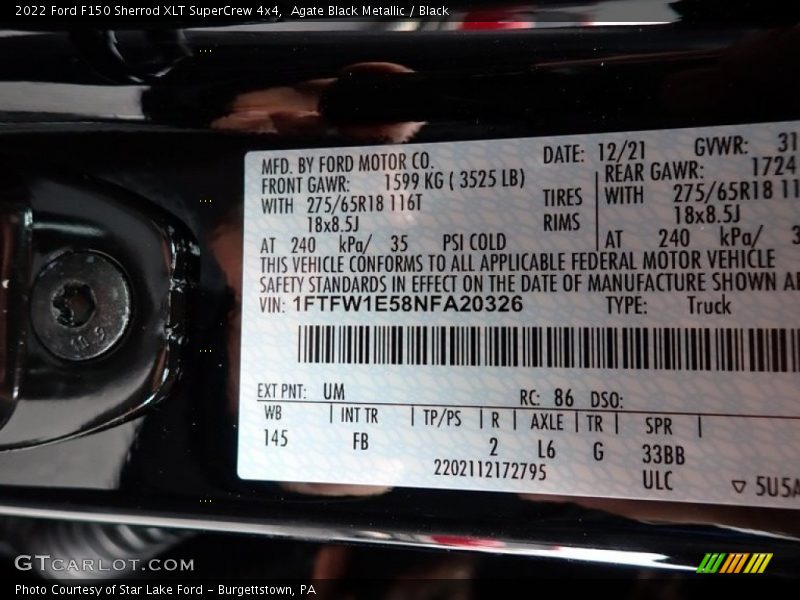 2022 Ford F150 Sherrod XLT SuperCrew 4x4, Agate Black Metallic / Black
MFD. BY FORD MOTOR CO. DATE: 12/21 GVWR: 31
FRONT GAWR: 1599 KG ( 3525 LB) REAR GAWR: 1724
WITH 275/65R18 116T TIRES WITH 275/65R18 11
18x8.5J RIMS 18x8.5J
AT 240 kPa/ 35 PSI COLD AT 240 kPa/ 3
THIS VEHICLE CONFORMS TO ALL APPLICABLE FEDERAL MOTOR VEHICLE
SAFETY STANDARDS IN EFFECT ON THE DATE OF MANUFACTURE SHOWN AB
VIN: 1FTFW1E58NFA20326 TYPE: Truck
EXT PNT: UM RC: 86 DSO:
WB INT TR TP/PS R AXLE TR SPR
145 FB 2 L6 G 33BB
2202112172795 ULC ▽ 5U5A
10.9
GTCARLOT.COM
Photo Courtesy of Star Lake Ford - Burgettstown, PA